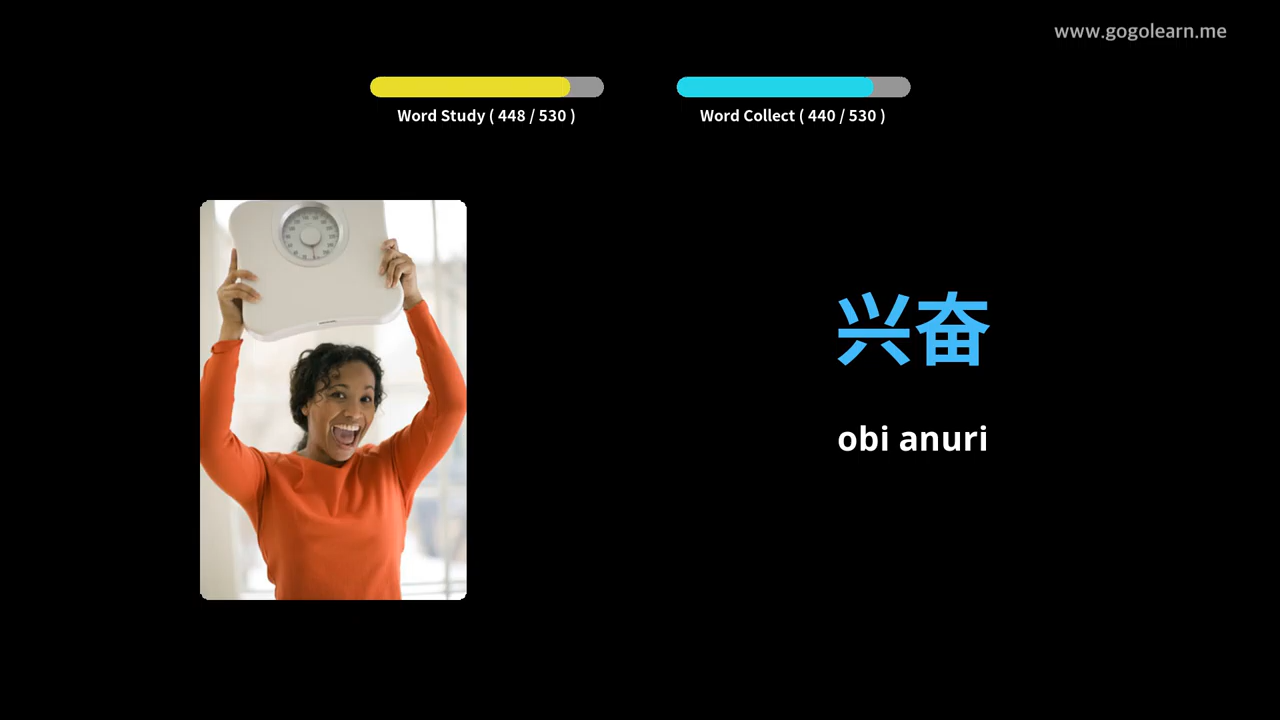 www.gogolearn.me
Word Study ( 448 / 530 )
Word Collect ( 440 / 530 )
兴奋
obi anuri